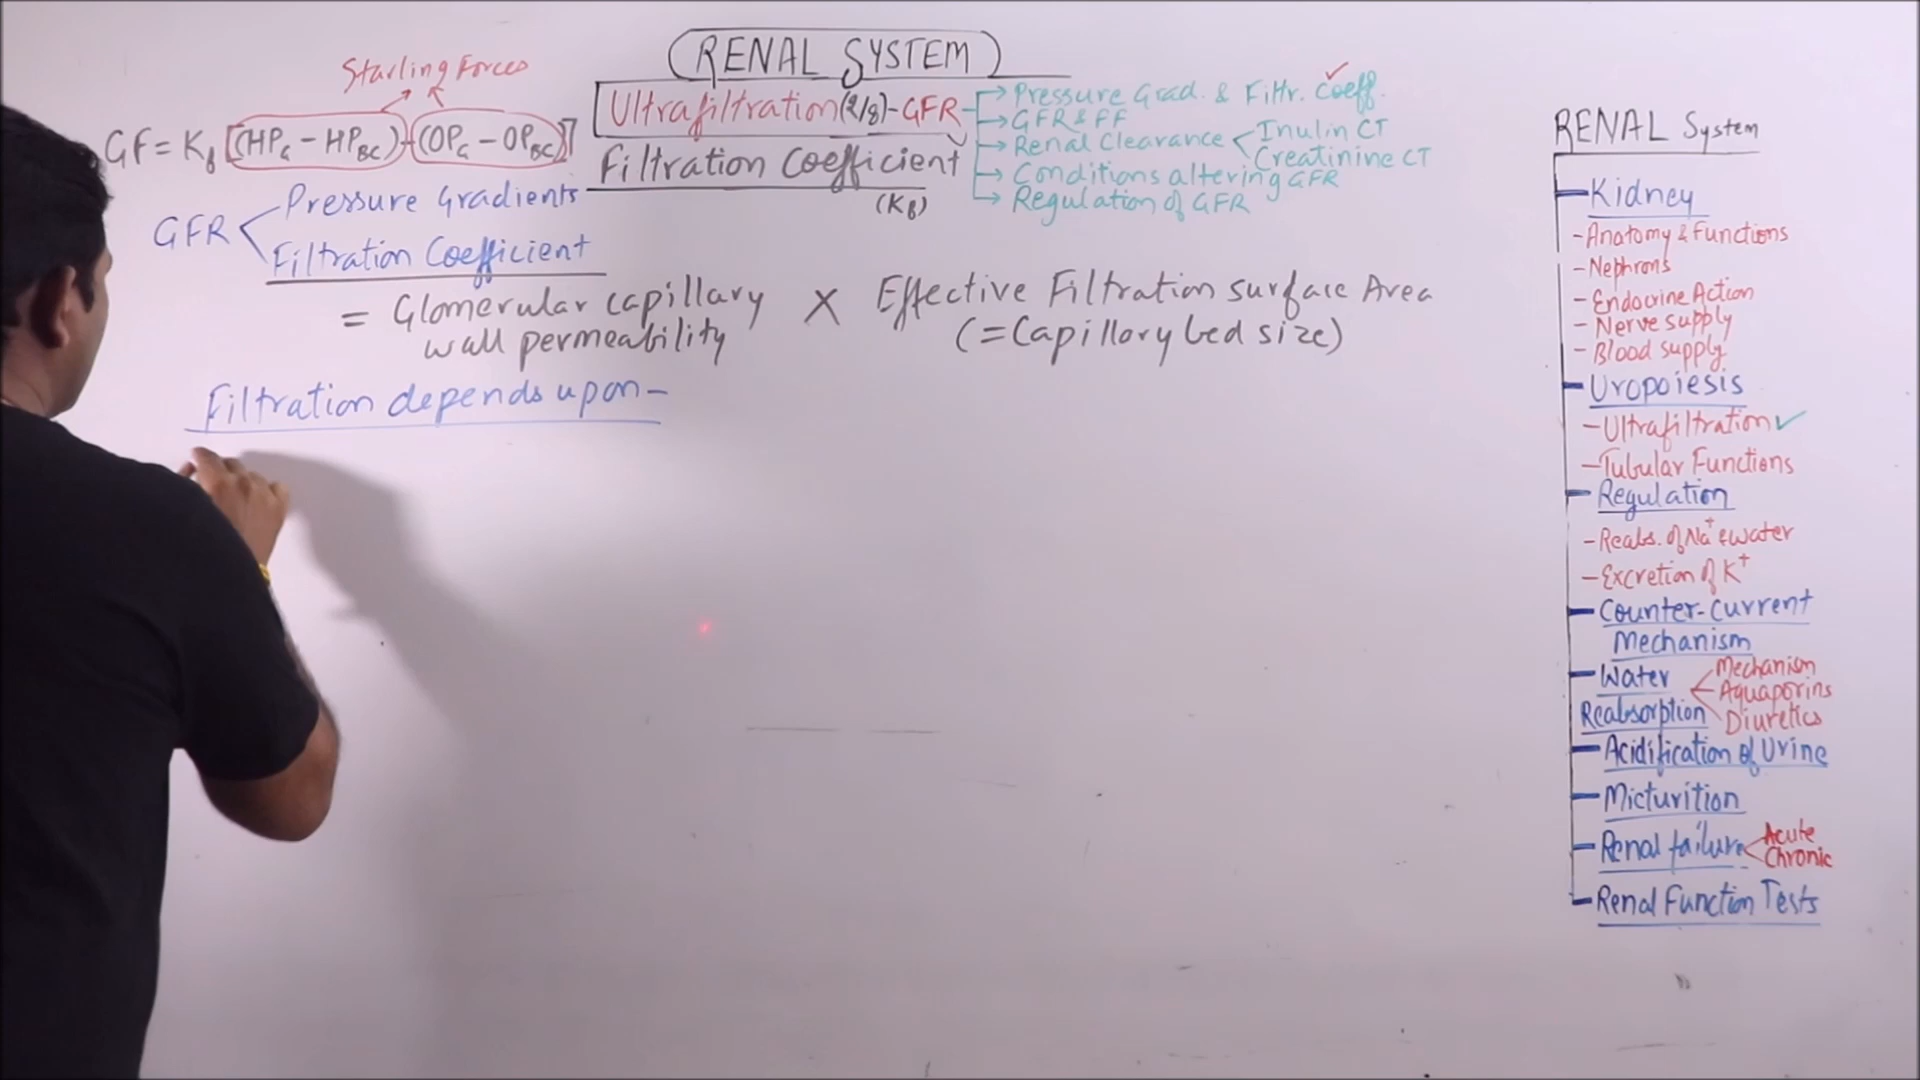 RENAL SYSTEM
Starling Forces
Ultrafiltration(2/8)-GFR
Pressure Grad. & Filtr. Coeff.
GFR & FF
Renal Clearance
Inulin CT
Creatinine CT
Conditions altering GFR
Regulation of GFR
GF = Kf [(HPG - HPBC) - (OPG - OPBC)]
Filtration Coefficient
(Kf)
GFR
Pressure Gradients
Filtration Coefficient
= Glomerular capillary X Effective Filtration surface Area
wall permeability (=Capillary bed size)
Filtration depends upon-
RENAL System
Kidney
-Anatomy & Functions
-Nephrons
-Endocrine Action
-Nerve supply
-Blood supply
Uropoiesis
-Ultrafiltration
-Tubular Functions
Regulation
-Reabs. of Na+ & water
-Excretion of K+
Counter-current
Mechanism
Water
Reabsorption
Mechanism
Aquaporins
Diuretics
Acidification of Urine
Micturition
Renal failure
Acute
Chronic
Renal Function Tests